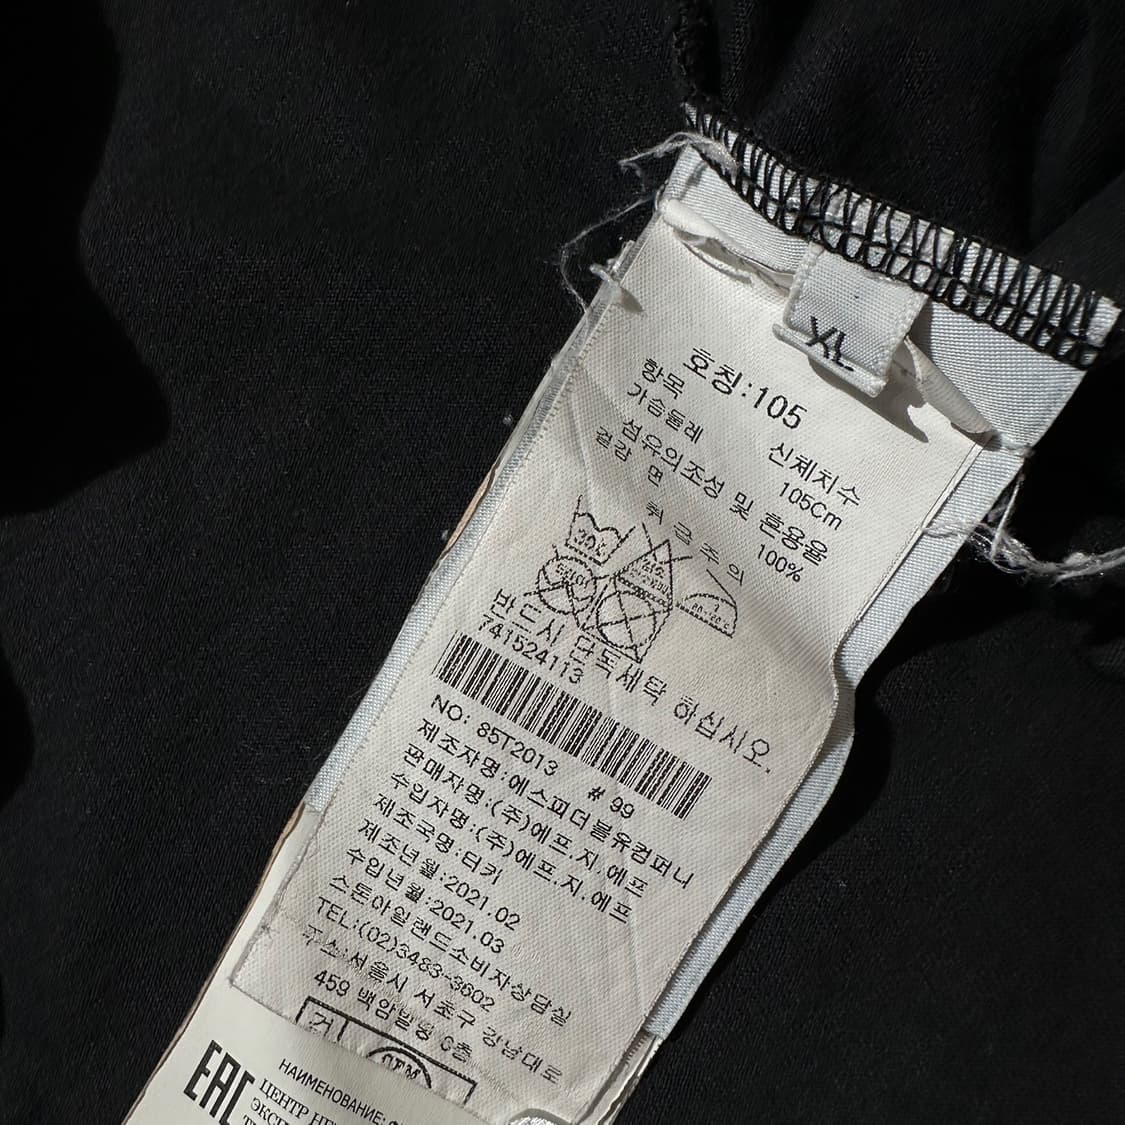 XL
호칭:105
항목 신체치수
가슴둘레 105Cm
섬유의조성 및 혼용율
겉감 면 100%
취급주의
30℃
80~120℃
반드시 단독세탁 하십시오.
741524113
NO: 85T2013 # 99
제조자명:에스피더블유컴퍼니
판매자명:(주)에프.지.에프
수입자명:(주)에프.지.에프
제조국명:터키
제조년월:2021.02
수입년월:2021.03
스톤아일랜드소비자상담실
TEL:(02)3483-3602
주소:서울시 서초구 강남대로
459 백암빌딩 6층
검
EAC
НАИМЕНОВАНИЕ:
ЦЕНТР